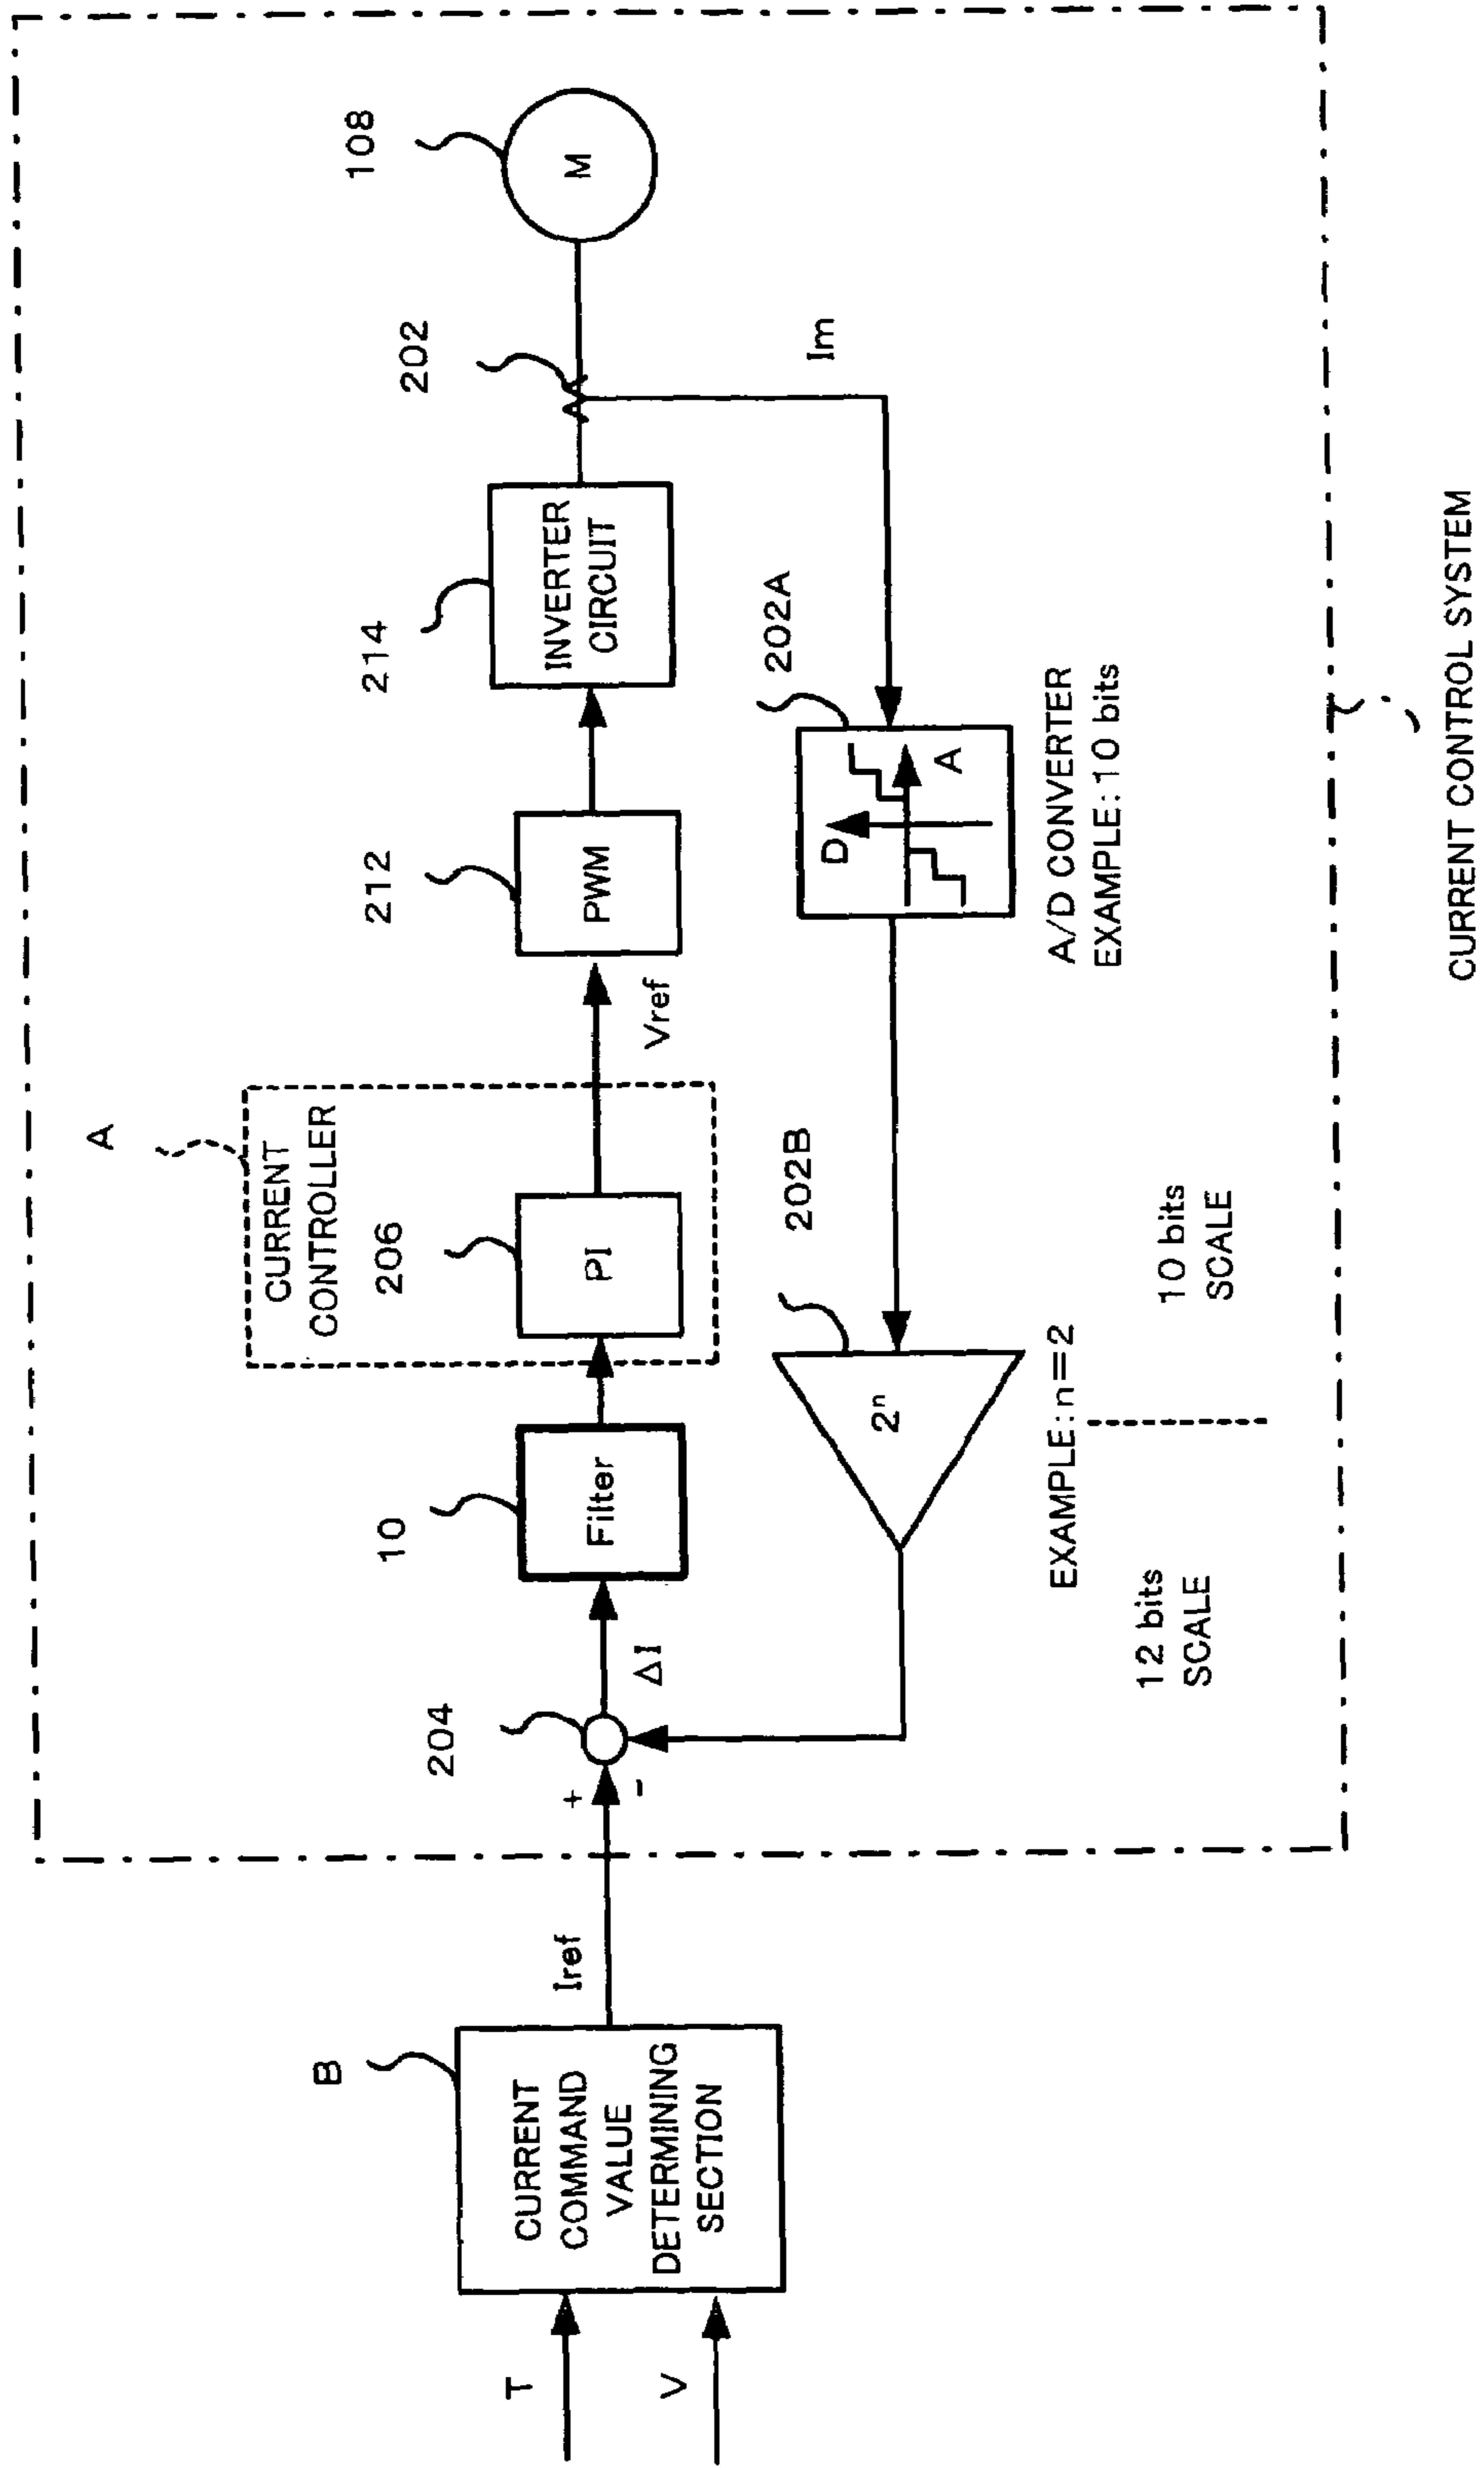 T
V
B
CURRENT
COMMAND
VALUE
DETERMINING
SECTION
Iref
+
-
204
ΔI
10
Filter
A
CURRENT
CONTROLLER
206
PI
Vref
212
PWM
214
INVERTER
CIRCUIT
202
108
M
Im
202A
D
A
A/D CONVERTER
EXAMPLE:10 bits
202B
2ⁿ
EXAMPLE:n=2
12 bits
SCALE
10 bits
SCALE
CURRENT CONTROL SYSTEM